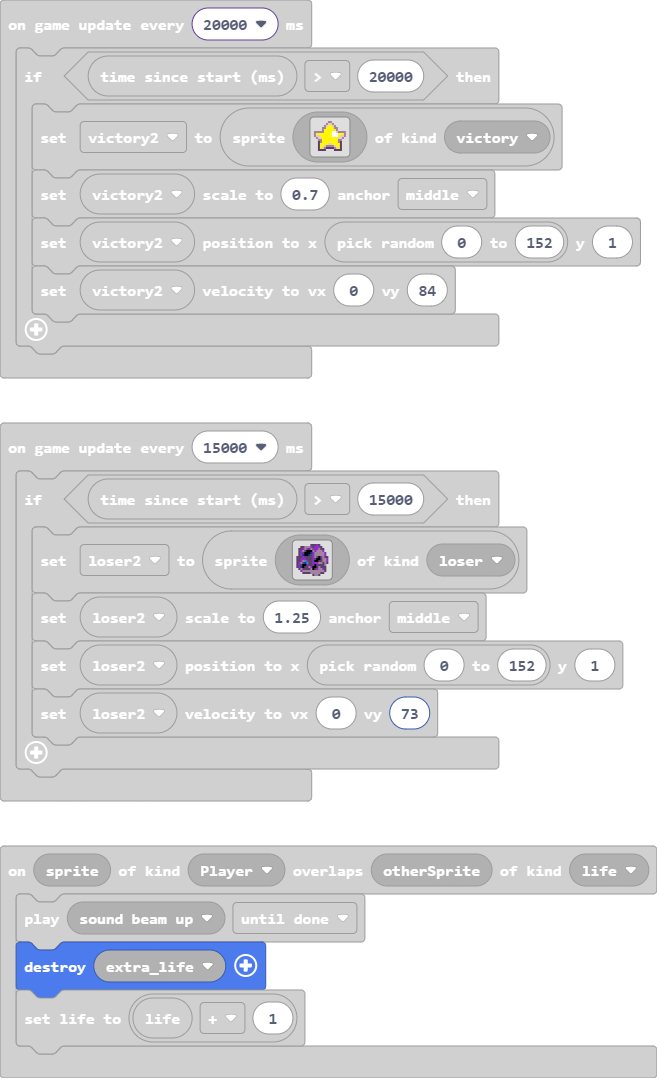 on game update every 20000 ms
if time since start (ms) > 20000 then
set victory2 to sprite of kind victory
set victory2 scale to 0.7 anchor middle
set victory2 position to x pick random 0 to 152 y 1
set victory2 velocity to vx 0 vy 84
on game update every 15000 ms
if time since start (ms) > 15000 then
set loser2 to sprite of kind loser
set loser2 scale to 1.25 anchor middle
set loser2 position to x pick random 0 to 152 y 1
set loser2 velocity to vx 0 vy 73
on sprite of kind Player overlaps otherSprite of kind life
play sound beam up until done
destroy extra_life
set life to life + 1